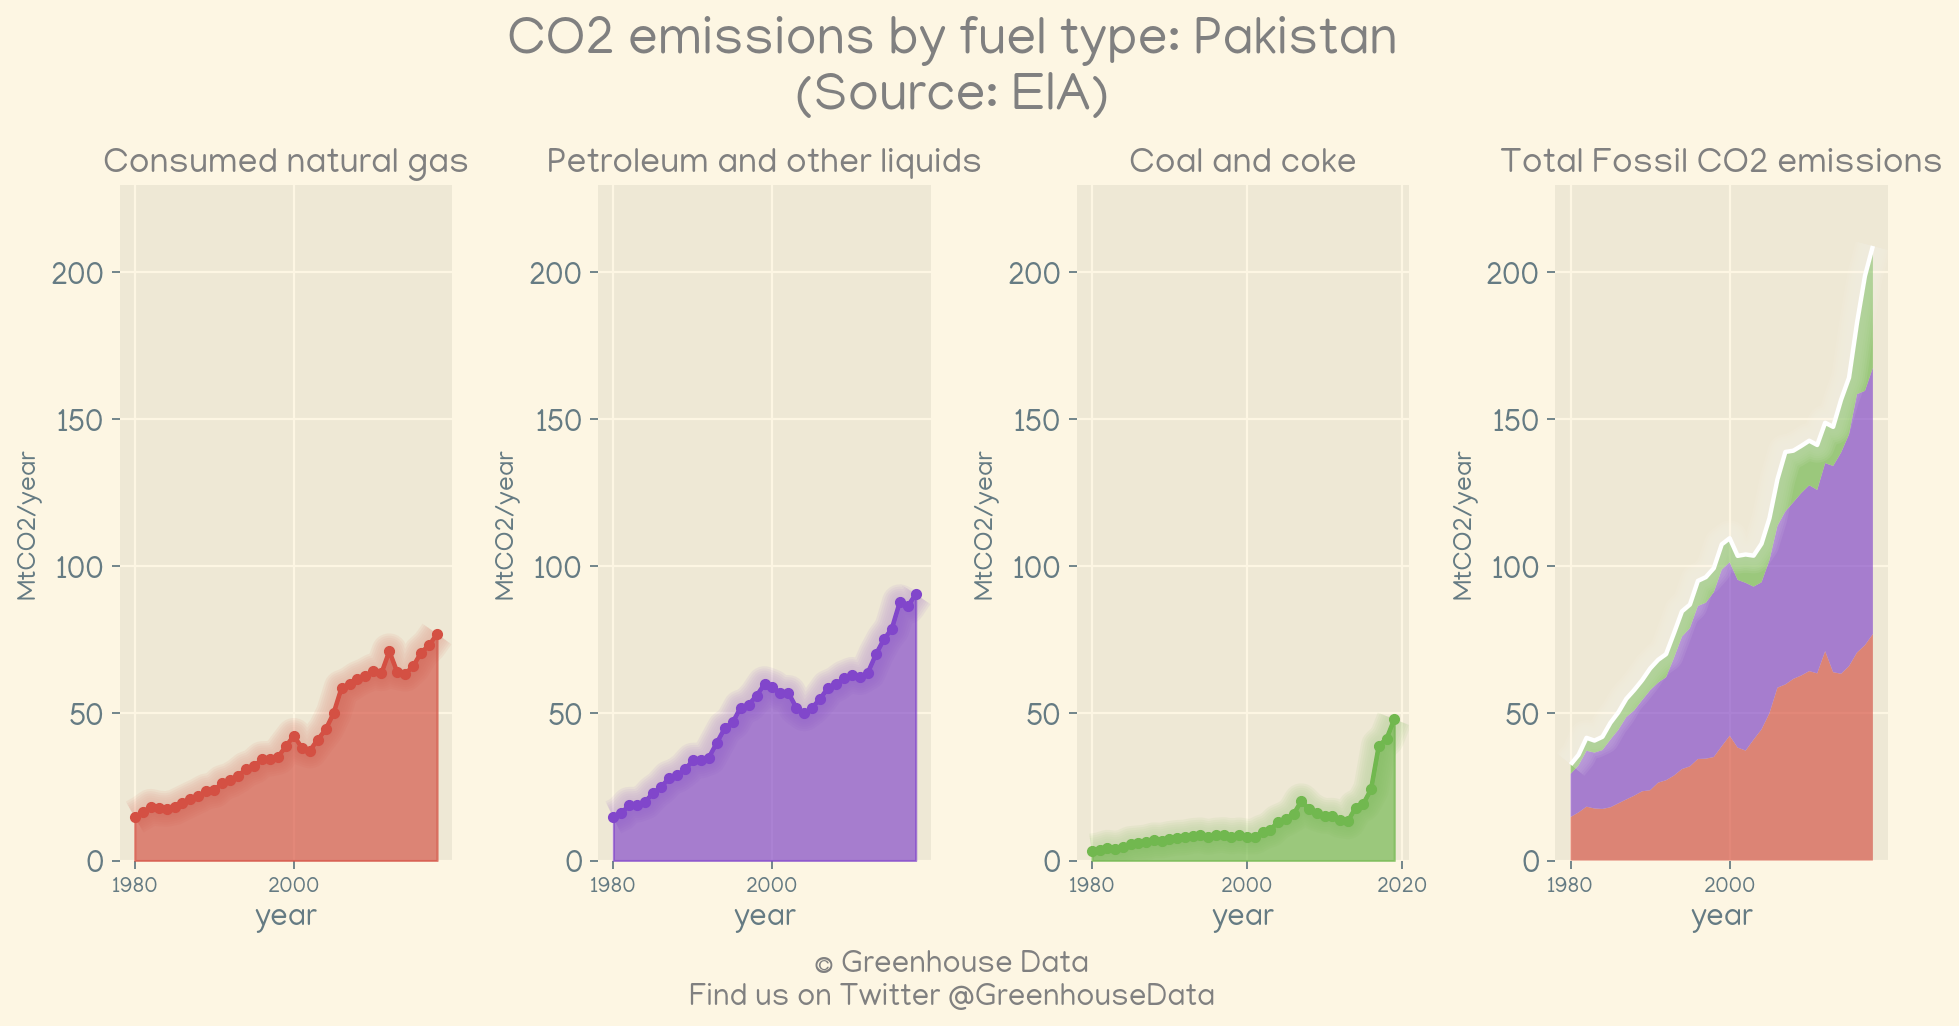 CO2 emissions by fuel type: Pakistan
(Source: EIA)
Consumed natural gas
MtCO2/year
200
150
100
50
0
1980 2000
year
Petroleum and other liquids
MtCO2/year
200
150
100
50
0
1980 2000
year
Coal and coke
MtCO2/year
200
150
100
50
0
1980 2000 2020
year
Total Fossil CO2 emissions
MtCO2/year
200
150
100
50
0
1980 2000
year
© Greenhouse Data
Find us on Twitter @GreenhouseData